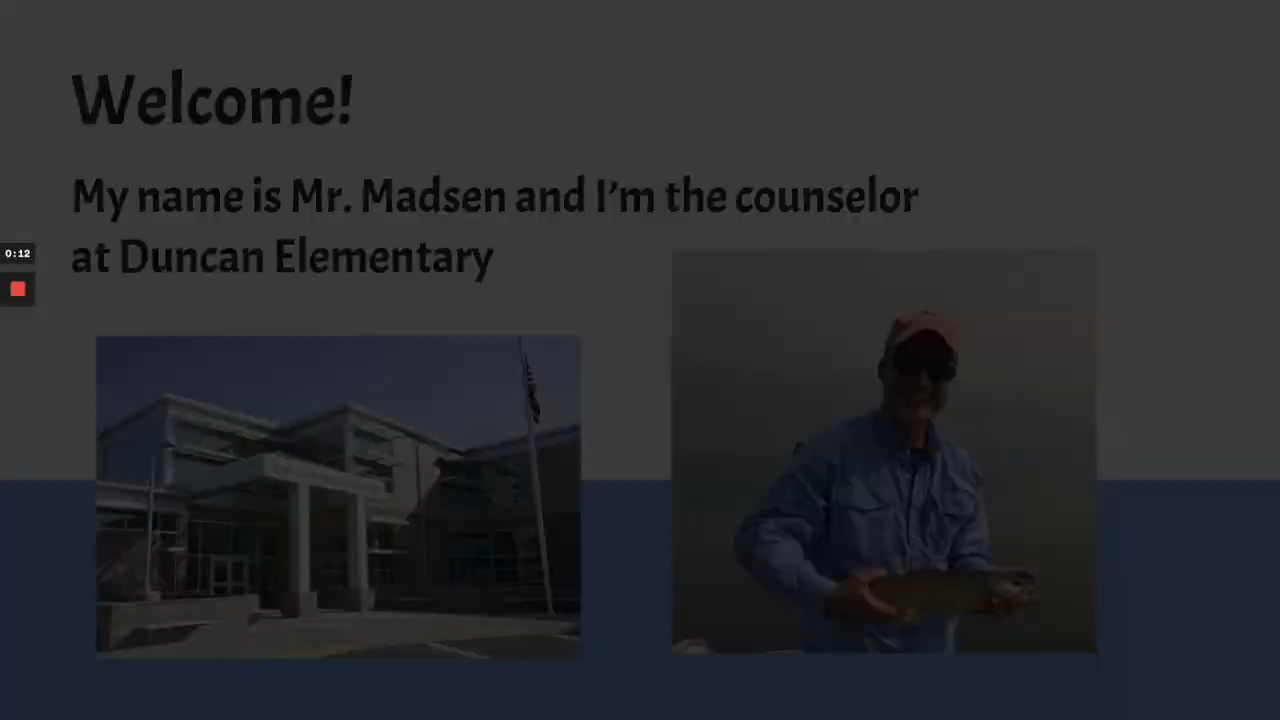 Welcome!
My name is Mr. Madsen and I'm the counselor
at Duncan Elementary
0:12